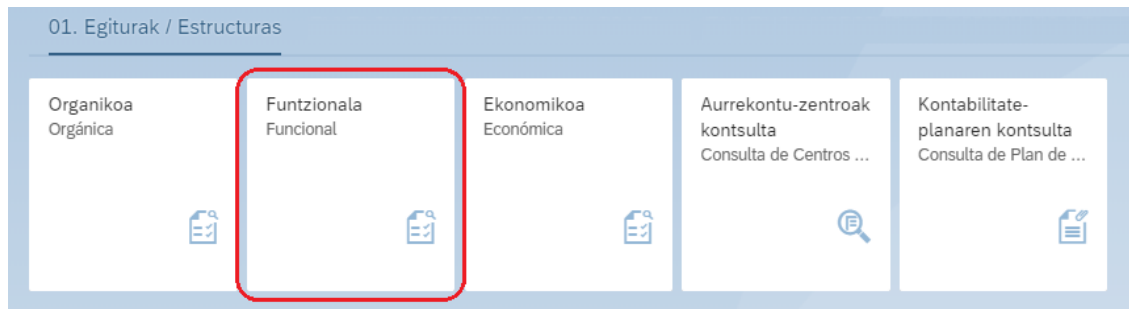 01. Egiturak / Estructuras
Organikoa
Orgánica
Funtzionala
Funcional
Ekonomikoa
Económica
Aurrekontu-zentroak
kontsulta
Consulta de Centros ...
Kontabilitate-
planaren kontsulta
Consulta de Plan de ...